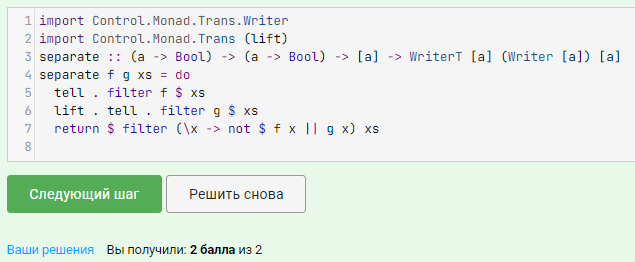 1 import Control.Monad.Trans.Writer
2 import Control.Monad.Trans (lift)
3 separate :: (a -> Bool) -> (a -> Bool) -> [a] -> WriterT [a] (Writer [a]) [a]
4 separate f g xs = do
5   tell . filter f $ xs
6   lift . tell . filter g $ xs
7   return $ filter (\x -> not $ f x || g x) xs
8
Следующий шаг Решить снова
Ваши решения Вы получили: 2 балла из 2